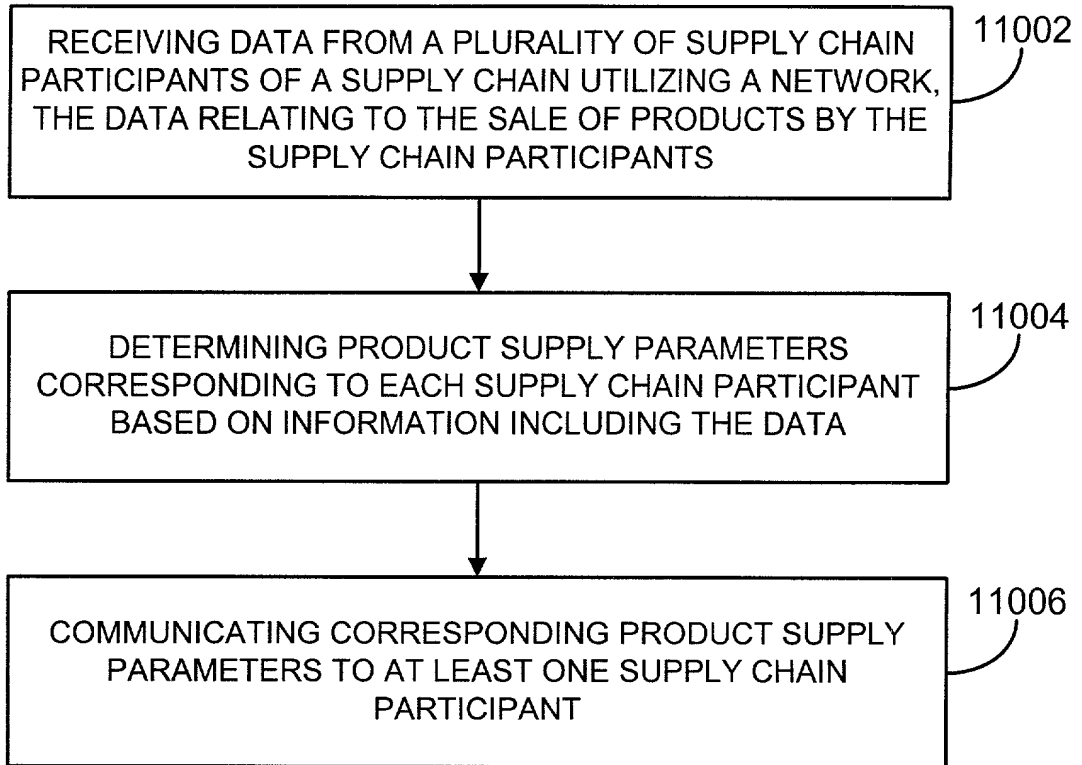 RECEIVING DATA FROM A PLURALITY OF SUPPLY CHAIN
PARTICIPANTS OF A SUPPLY CHAIN UTILIZING A NETWORK,
THE DATA RELATING TO THE SALE OF PRODUCTS BY THE
SUPPLY CHAIN PARTICIPANTS
11002
DETERMINING PRODUCT SUPPLY PARAMETERS
CORRESPONDING TO EACH SUPPLY CHAIN PARTICIPANT
BASED ON INFORMATION INCLUDING THE DATA
11004
COMMUNICATING CORRESPONDING PRODUCT SUPPLY
PARAMETERS TO AT LEAST ONE SUPPLY CHAIN
PARTICIPANT
11006